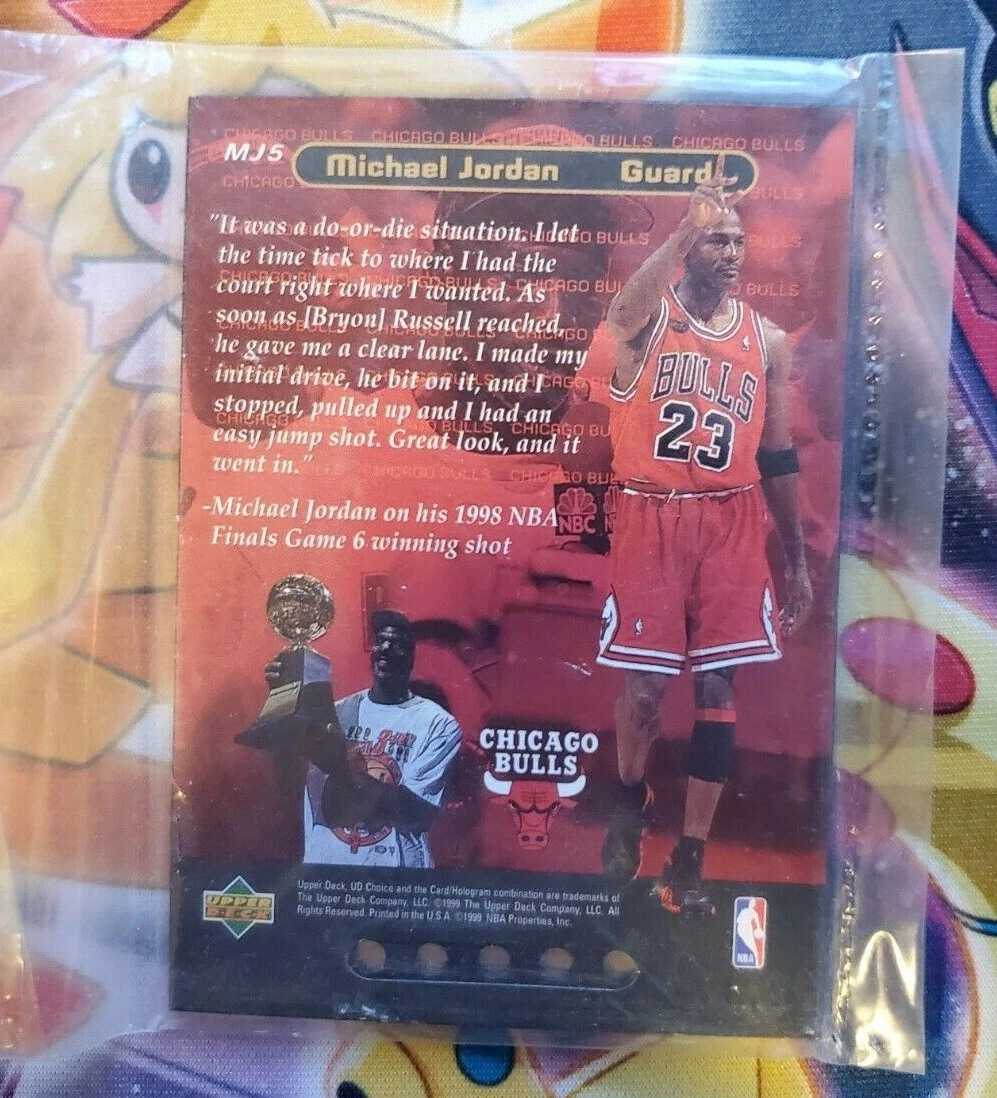 CHICAGO BULLS CHICAGO BULLS CHICAGO BULLS CHICAGO BULLS
MJ5 Michael Jordan Guard
CHICAGO BULLS
"It was a do-or-die situation. I let
the time tick to where I had the
court right where I wanted. As
soon as [Bryon] Russell reached,
he gave me a clear lane. I made my
initial drive, he bit on it, and I
stopped, pulled up and I had an
easy jump shot. Great look, and it
went in."
-Michael Jordan on his 1998 NBA
Finals Game 6 winning shot
BULLS
23
NBC
CHICAGO
BULLS
Upper Deck, UD Choice and the Card/Hologram combination are trademarks of
The Upper Deck Company, LLC. ©1999 The Upper Deck Company, LLC. All
Rights Reserved. Printed in the U.S.A. ©1999 NBA Properties, Inc.
UPPER
DECK
NBA